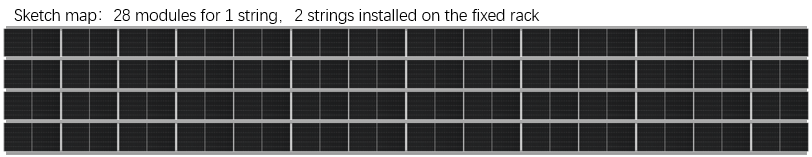 Sketch map：28 modules for 1 string，2 strings installed on the fixed rack